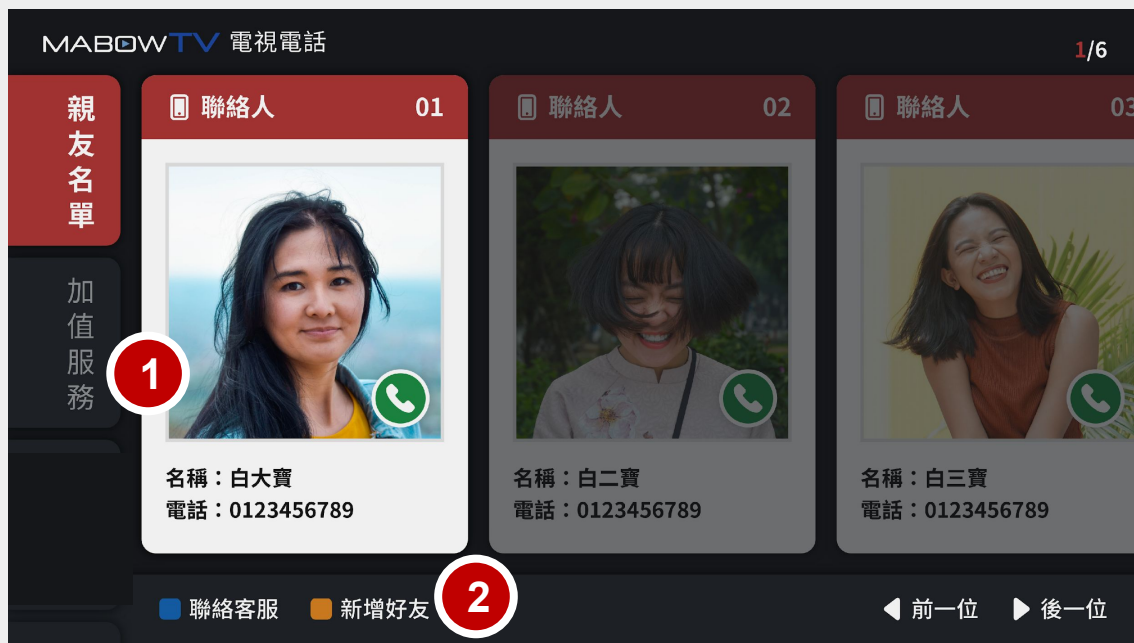 MABOWTV 電視電話
1/6
親友名單
加值服務
聯絡人 01
聯絡人 02
聯絡人 03
名稱：白大寶
電話：0123456789
名稱：白二寶
電話：0123456789
名稱：白三寶
電話：0123456789
1
2
聯絡客服
新增好友
前一位
後一位